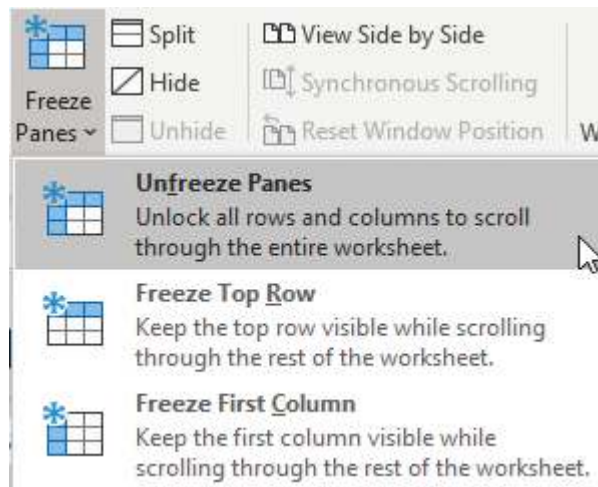 Freeze
Panes
Split
Hide
Unhide
View Side by Side
Synchronous Scrolling
Reset Window Position
W
Unfreeze Panes
Unlock all rows and columns to scroll
through the entire worksheet.
Freeze Top Row
Keep the top row visible while scrolling
through the rest of the worksheet.
Freeze First Column
Keep the first column visible while
scrolling through the rest of the worksheet.